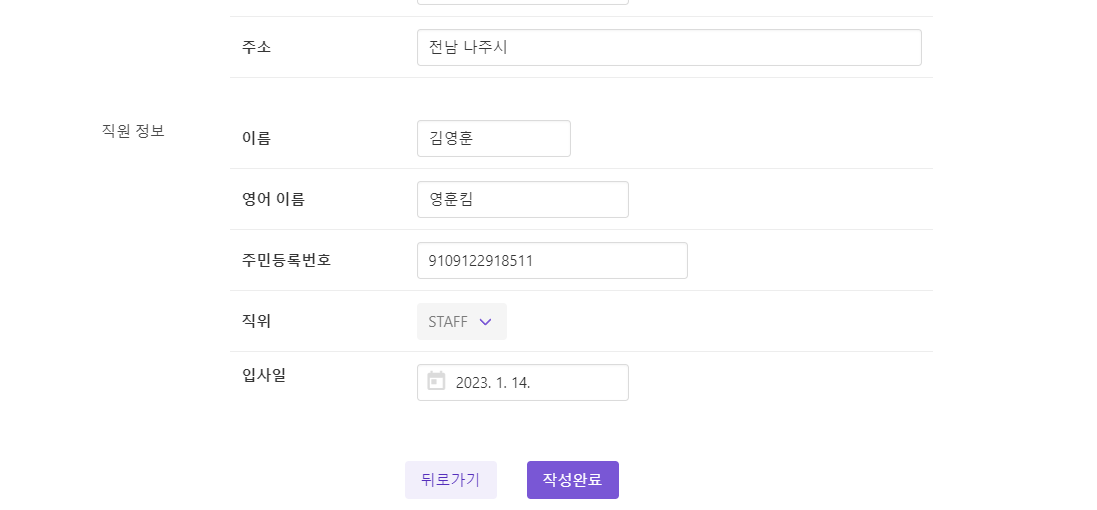 주소 전남 나주시
직원 정보
이름 김영훈
영어 이름 영훈킴
주민등록번호 9109122918511
직위 STAFF
입사일 2023. 1. 14.
뒤로가기 작성완료